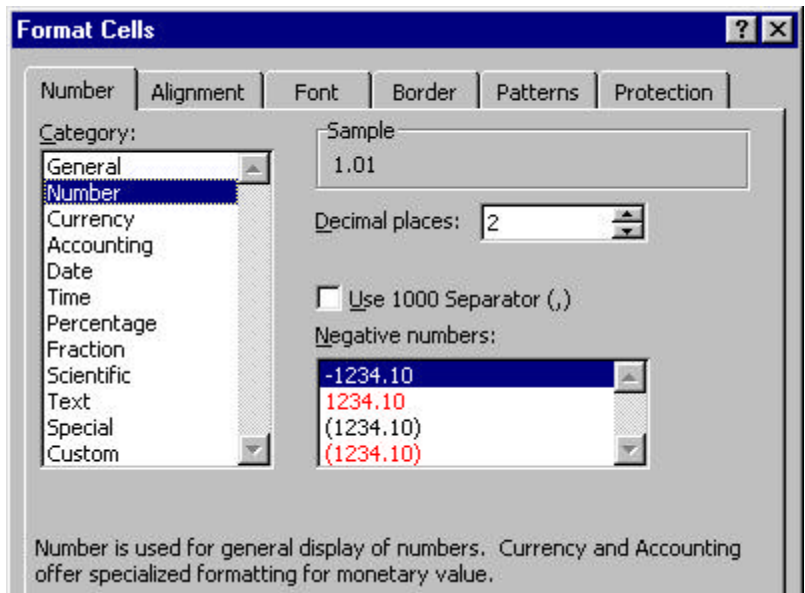 Format Cells
Number
Alignment
Font
Border
Patterns
Protection
Category:
General
Number
Currency
Accounting
Date
Time
Percentage
Fraction
Scientific
Text
Special
Custom
Sample
1.01
Decimal places: 2
Use 1000 Separator (,)
Negative numbers:
-1234.10
1234.10
(1234.10)
(1234.10)
Number is used for general display of numbers. Currency and Accounting
offer specialized formatting for monetary value.